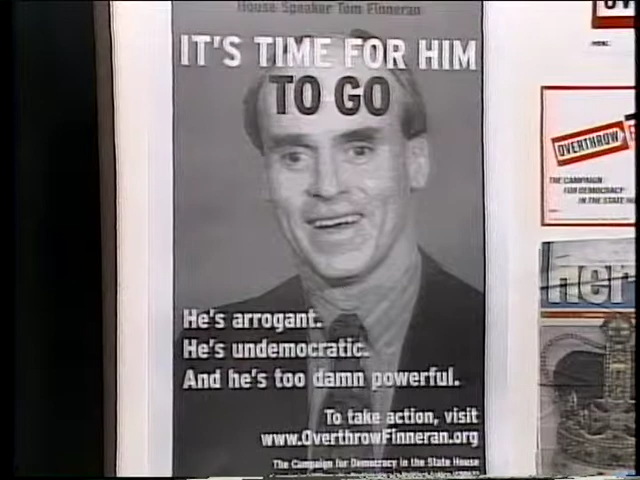 House Speaker Tom Finneran
IT'S TIME FOR HIM
TO GO
He's arrogant.
He's undemocratic.
And he's too damn powerful.
To take action, visit
www.OverthrowFinneran.org
The Campaign for Democracy in the State House
OVERTHROW
THE CAMPAIGN
FOR DEMOCRACY
IN THE STATE
her